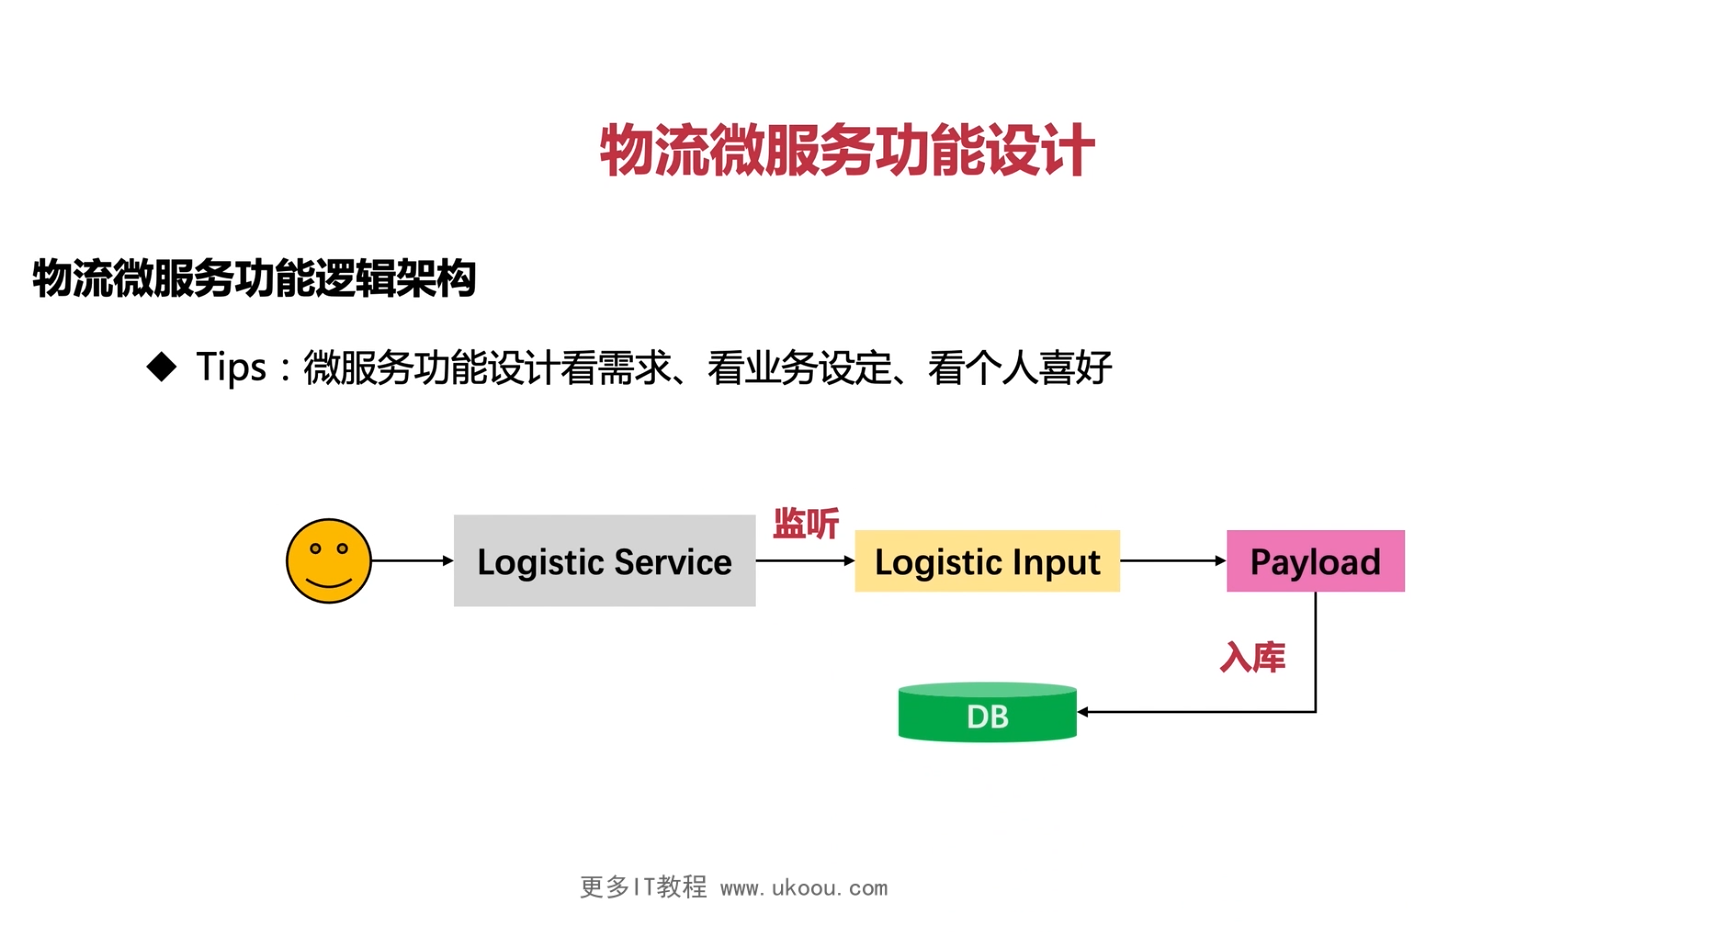 物流微服务功能设计
物流微服务功能逻辑架构
◆ Tips：微服务功能设计看需求、看业务设定、看个人喜好
监听
Logistic Service
Logistic Input
Payload
入库
DB
更多IT教程 www.ukoou.com